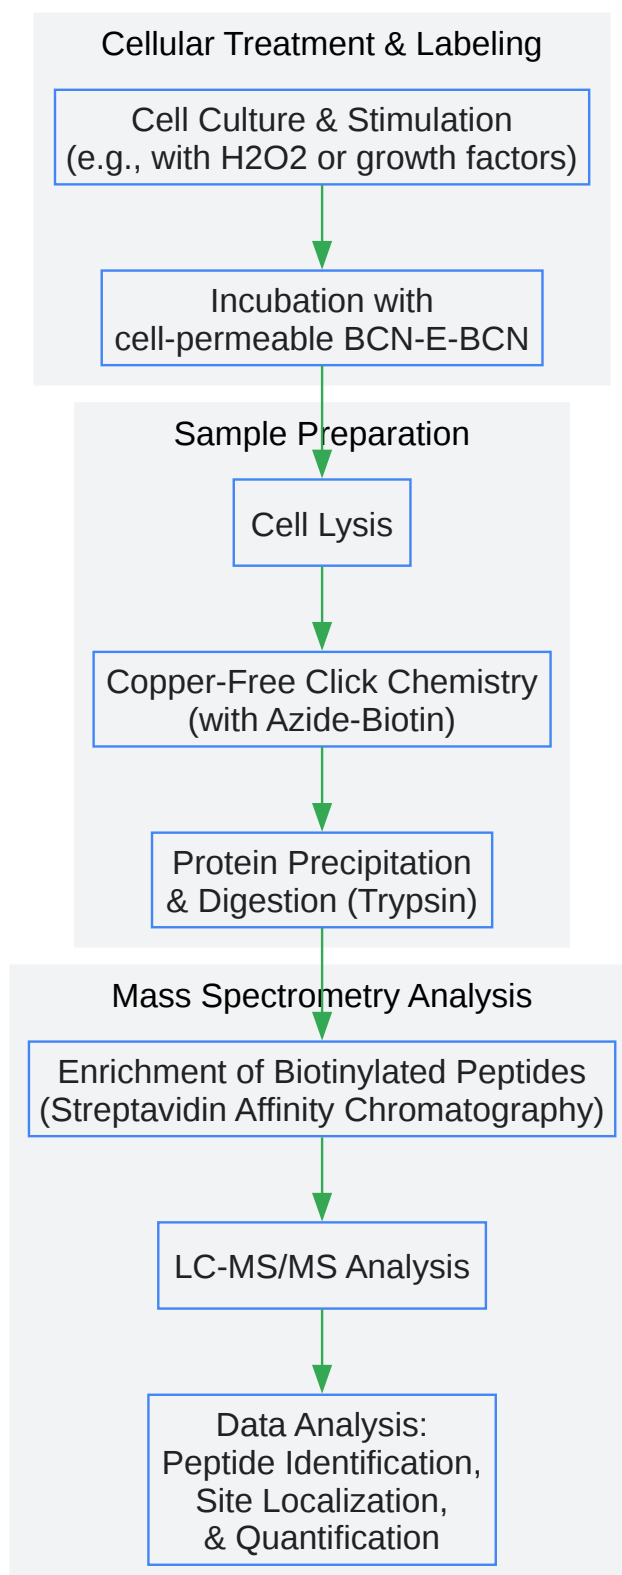 Cellular Treatment & Labeling
Cell Culture & Stimulation
(e.g., with H2O2 or growth factors)
Incubation with
cell-permeable BCN-E-BCN
Sample Preparation
Cell Lysis
Copper-Free Click Chemistry
(with Azide-Biotin)
Protein Precipitation
& Digestion (Trypsin)
Mass Spectrometry Analysis
Enrichment of Biotinylated Peptides
(Streptavidin Affinity Chromatography)
LC-MS/MS Analysis
Data Analysis:
Peptide Identification,
Site Localization,
& Quantification